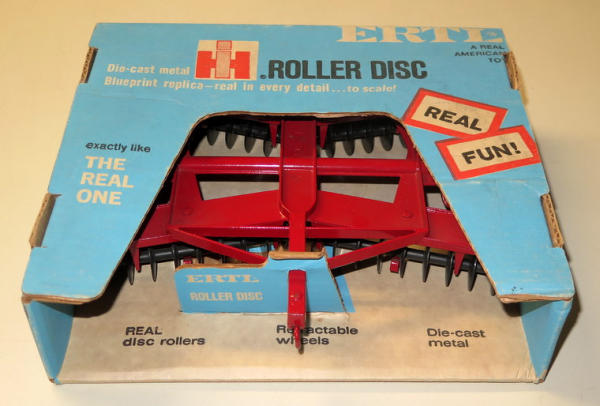 ERTL
A REAL
AMERICAN
TOY
Die-cast metal IH .ROLLER DISC
Blueprint replica—real in every detail...to scale!
REAL
FUN!
exactly like
THE
REAL
ONE
ERTL
ROLLER DISC
REAL
disc rollers
Retractable
wheels
Die-cast
metal